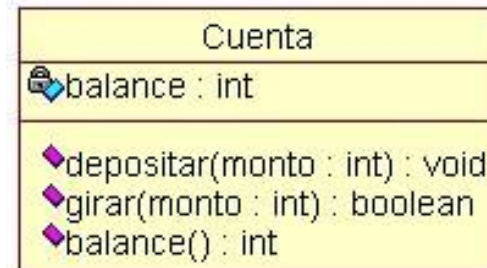 Cuenta
balance : int
depositar(monto : int) : void
girar(monto : int) : boolean
balance() : int